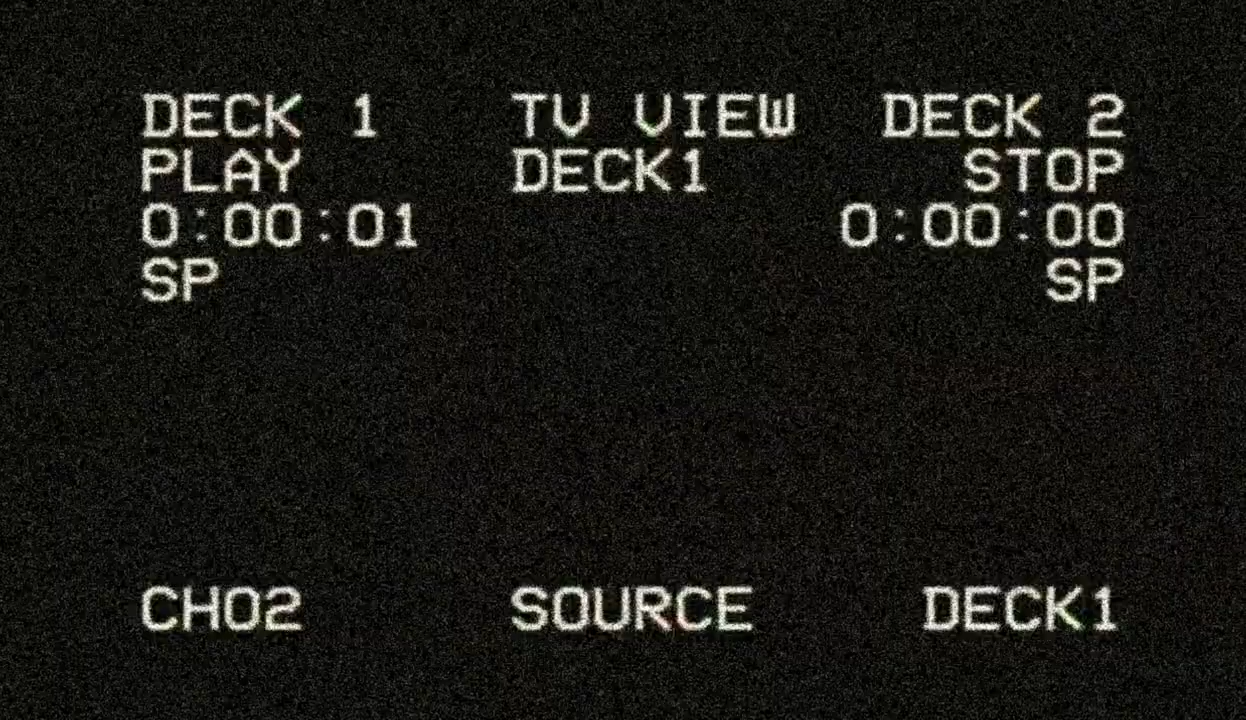 DECK 1 TV VIEW DECK 2
PLAY DECK1 STOP
0:00:01 0:00:00
SP SP
CH02 SOURCE DECK1